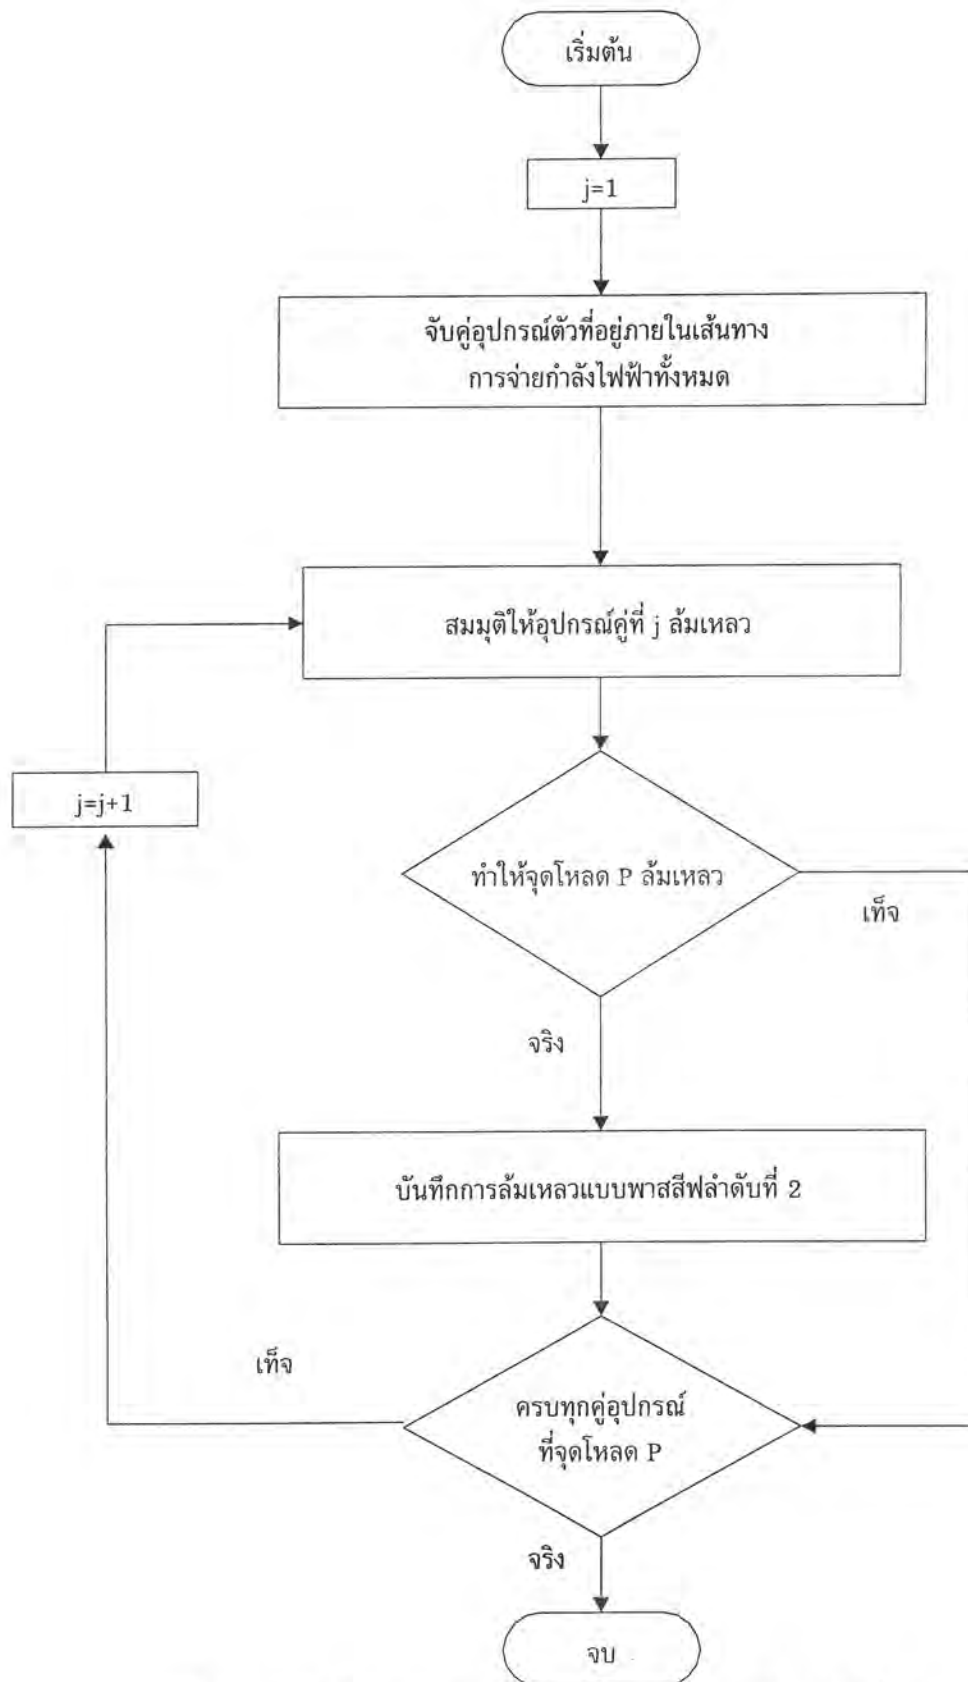 เริ่มต้น
j=1
จับคู่อุปกรณ์ตัวที่อยู่ภายในเส้นทาง
การจ่ายกำลังไฟฟ้าทั้งหมด
สมมุติให้อุปกรณ์คู่ที่ j ล้มเหลว
j=j+1
ทำให้จุดโหลด P ล้มเหลว
เท็จ
จริง
บันทึกการล้มเหลวแบบพาสสีฟลำดับที่ 2
เท็จ
ครบทุกคู่อุปกรณ์
ที่จุดโหลด P
จริง
จบ